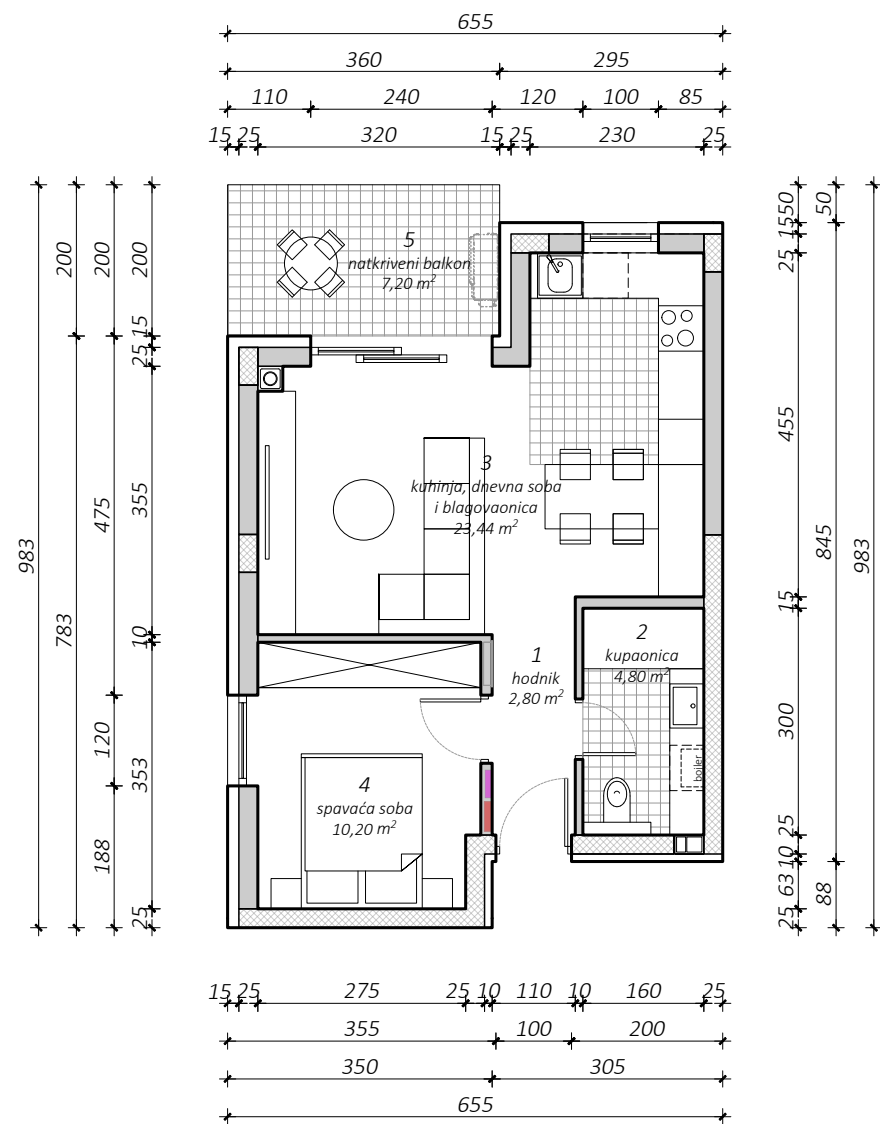 655
360 295
110 240 120 100 85
15 25 320 15 25 230 25
983
200
783
200
475
120
188
200
15
25
355
10
353
25
50
15
25
455
15
300
25
10
63
25
50
845
88
983
5
natkriveni balkon
7,20 m²
3
kuhinja, dnevna soba
i blagovaonica
23,44 m²
1
hodnik
2,80 m²
2
kupaonica
4,80 m²
boiler
4
spavaća soba
10,20 m²
15 25 275 25 10 110 10 160 25
355 100 200
350 305
655